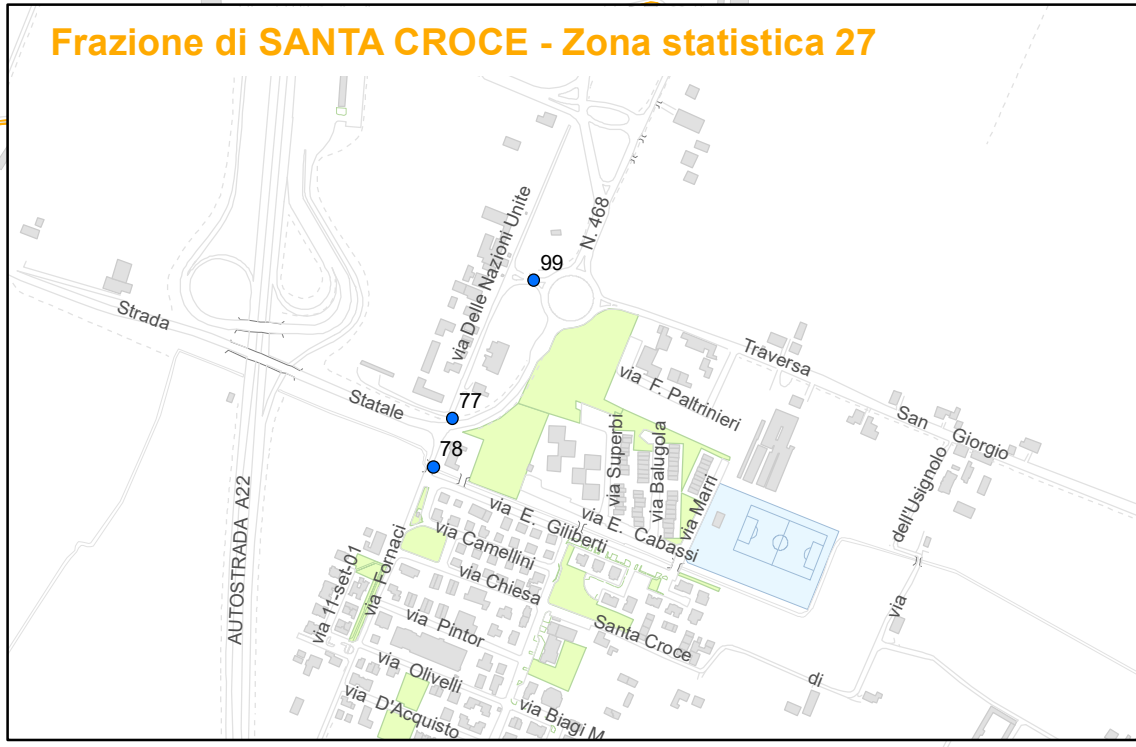 Frazione di SANTA CROCE - Zona statistica 27
via Delle Nazioni Unite
N. 468
99
Strada
Statale
77
78
Traversa
San Giorgio
via F. Paltrinieri
via Superbi
via Balugola
via Marri
dell'Usignolo
via
AUTOSTRADA A22
via E. Giliberti
via E. Cabassi
via Camellini
via Fornaci
via 11-set-01
via Chiesa
Santa Croce
di
via Pintor
via Olivelli
via D'Acquisto
via Biagi M.